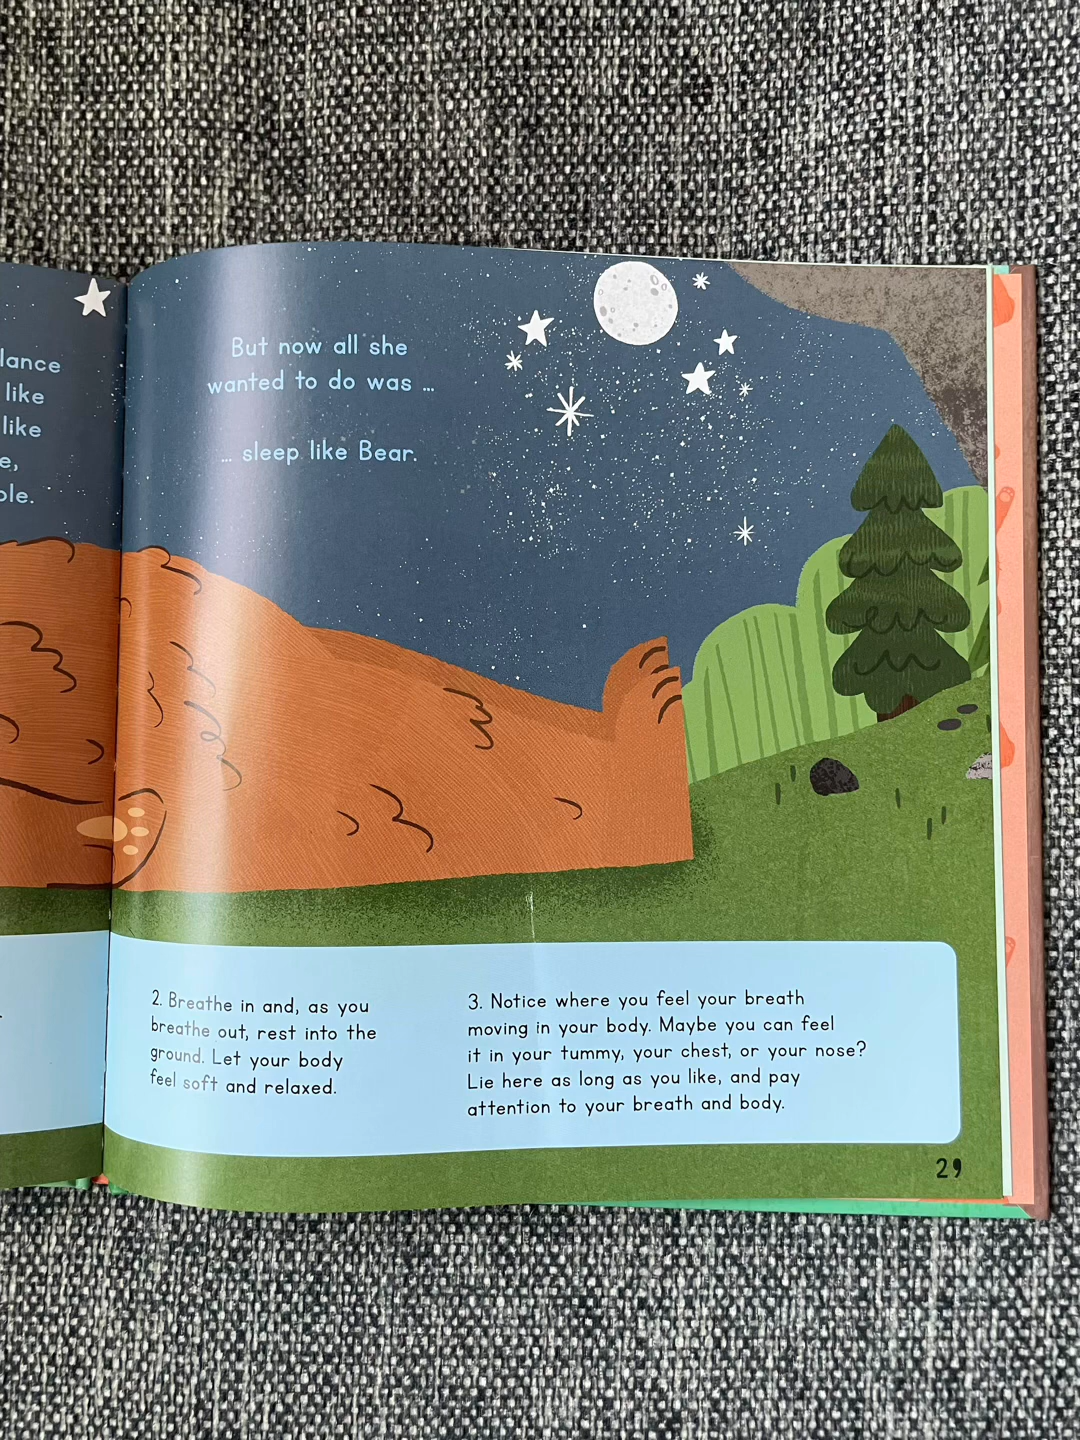 lance
like
like
e,
ole.
But now all she
wanted to do was ...
... sleep like Bear.
2. Breathe in and, as you
breathe out, rest into the
ground. Let your body
feel soft and relaxed.
3. Notice where you feel your breath
moving in your body. Maybe you can feel
it in your tummy, your chest, or your nose?
Lie here as long as you like, and pay
attention to your breath and body.
29